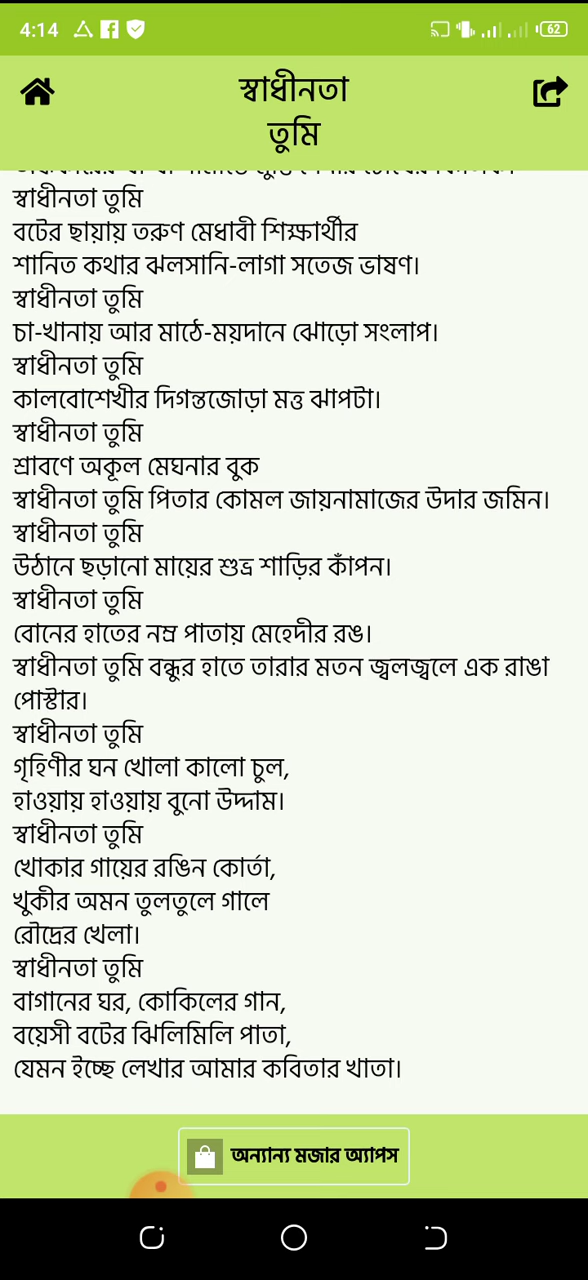 4:14
62
স্বাধীনতা
তুমি
স্বাধীনতা তুমি
বটের ছায়ায় তরুণ মেধাবী শিক্ষার্থীর
শানিত কথার ঝলসানি-লাগা সতেজ ভাষণ।
স্বাধীনতা তুমি
চা-খানায় আর মাঠে-ময়দানে ঝোড়ো সংলাপ।
স্বাধীনতা তুমি
কালবোশেখীর দিগন্তজোড়া মত্ত ঝাপটা।
স্বাধীনতা তুমি
শ্রাবণে অকূল মেঘনার বুক
স্বাধীনতা তুমি পিতার কোমল জায়নামাজের উদার জমিন।
স্বাধীনতা তুমি
উঠানে ছড়ানো মায়ের শুভ্র শাড়ির কাঁপন।
স্বাধীনতা তুমি
বোনের হাতের নম্র পাতায় মেহেদীর রঙ।
স্বাধীনতা তুমি বন্ধুর হাতে তারার মতন জ্বলজ্বলে এক রাঙা
পোস্টার।
স্বাধীনতা তুমি
গৃহিণীর ঘন খোলা কালো চুল,
হাওয়ায় হাওয়ায় বুনো উদ্দাম।
স্বাধীনতা তুমি
খোকার গায়ের রঙিন কোর্তা,
খুকীর অমন তুলতুলে গালে
রৌদ্রের খেলা।
স্বাধীনতা তুমি
বাগানের ঘর, কোকিলের গান,
বয়েসী বটের ঝিলিমিলি পাতা,
যেমন ইচ্ছে লেখার আমার কবিতার খাতা।
অন্যান্য মজার অ্যাপস